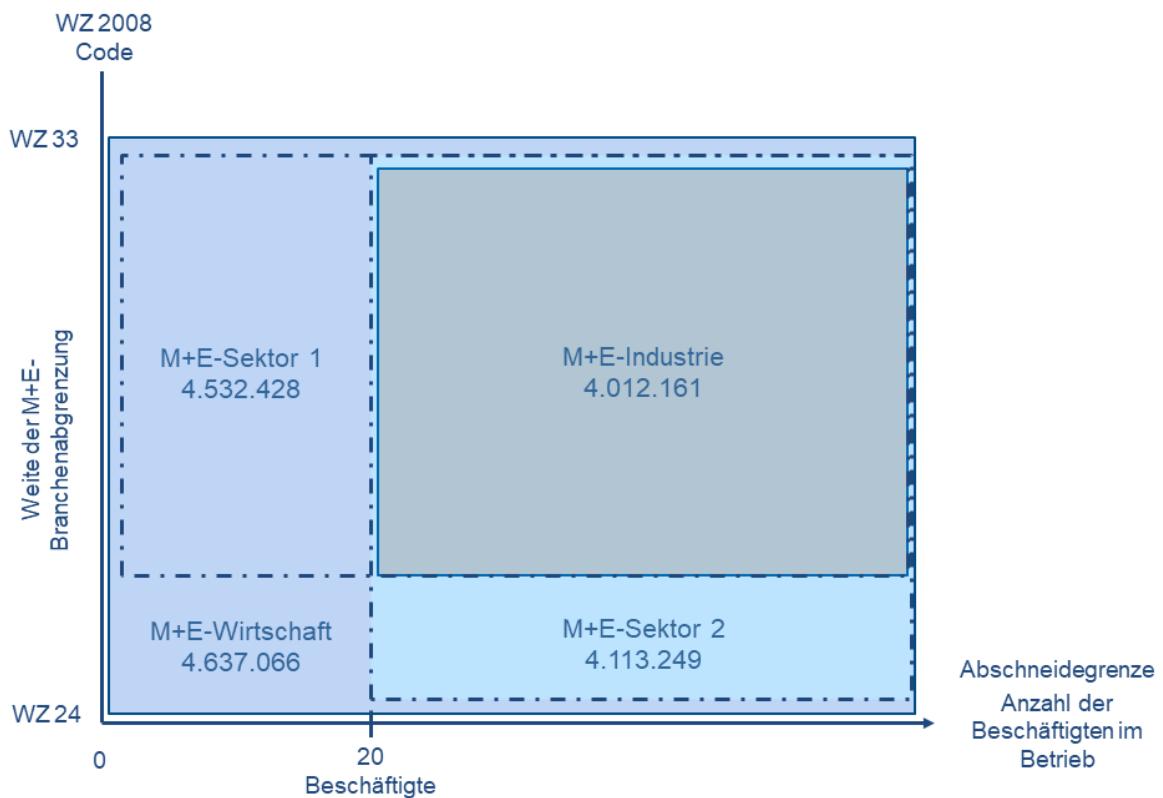 WZ 2008
Code
WZ 33
Weite der M+E-
Branchenabgrenzung
M+E-Sektor 1
4.532.428
M+E-Industrie
4.012.161
M+E-Wirtschaft
4.637.066
M+E-Sektor 2
4.113.249
WZ 24
0
20
Beschäftigte
Abschneidegrenze
Anzahl der
Beschäftigten im
Betrieb